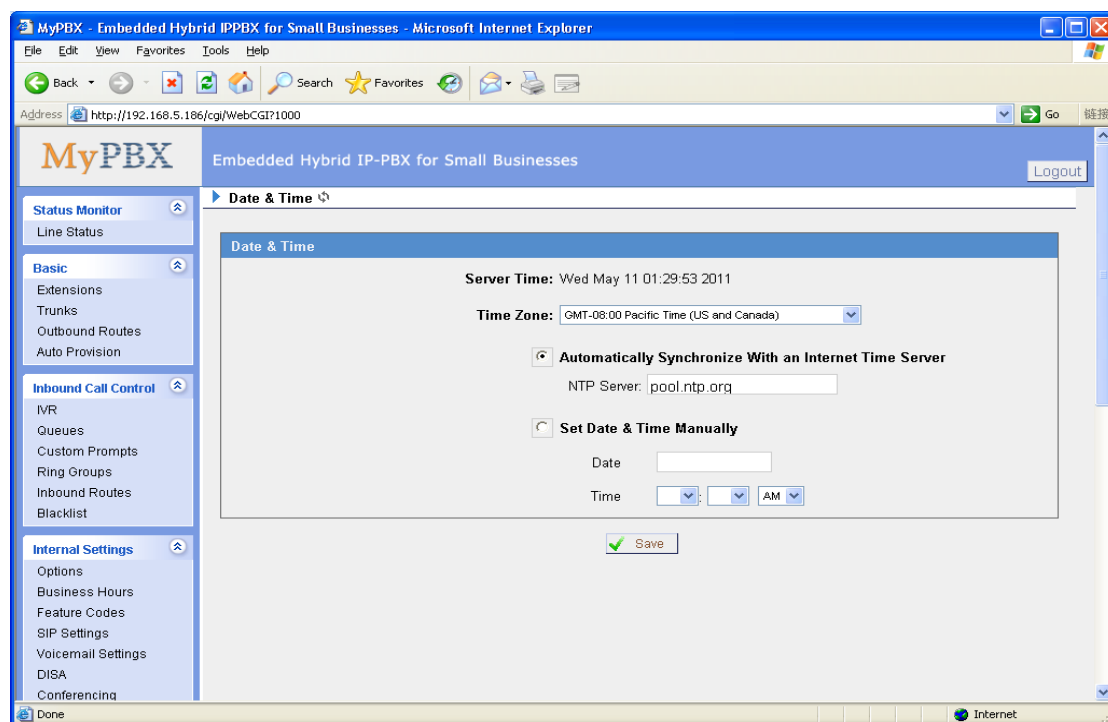 MyPBX - Embedded Hybrid IPPBX for Small Businesses - Microsoft Internet Explorer
File Edit View Favorites Tools Help
Back Search Favorites
Address http://192.168.5.186/cgi/WebCGI?1000 Go 链接
MyPBX Embedded Hybrid IP-PBX for Small Businesses
Logout
Date & Time
Status Monitor
Line Status
Basic
Extensions
Trunks
Outbound Routes
Auto Provision
Inbound Call Control
IVR
Queues
Custom Prompts
Ring Groups
Inbound Routes
Blacklist
Internal Settings
Options
Business Hours
Feature Codes
SIP Settings
Voicemail Settings
DISA
Conferencing
Date & Time
Server Time: Wed May 11 01:29:53 2011
Time Zone: GMT-08:00 Pacific Time (US and Canada)
Automatically Synchronize With an Internet Time Server
NTP Server: pool.ntp.org
Set Date & Time Manually
Date
Time : AM
Save
Done Internet